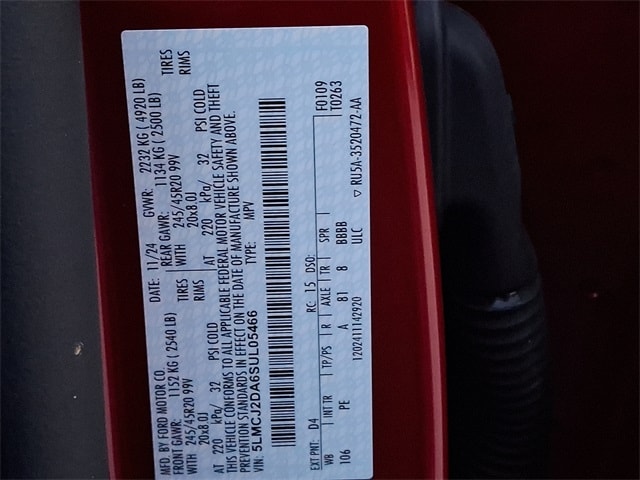 MFD. BY FORD MOTOR CO.
DATE: 11/24 GVWR: 2232 KG ( 4920 LB)
FRONT GAWR: 1152 KG ( 2540 LB) REAR GAWR: 1134 KG ( 2500 LB)
WITH 245/45R20 99V TIRES WITH 245/45R20 99V TIRES
20x8.0J RIMS 20x8.0J RIMS
AT 220 kPa/ 32 PSI COLD AT 220 kPa/ 32 PSI COLD
THIS VEHICLE CONFORMS TO ALL APPLICABLE FEDERAL MOTOR VEHICLE SAFETY AND THEFT
PREVENTION STANDARDS IN EFFECT ON THE DATE OF MANUFACTURE SHOWN ABOVE.
VIN: 5LMCJ2DA6SUL05466 TYPE: MPV
F0109
T0263
EXT PNT: D4 RC: 15 DSO:
WB INT TR TP/PS R AXLE TR SPR
106 PE A 81 8 BBBB
▽ RU5A-3520472-AA
1202411142920 ULC